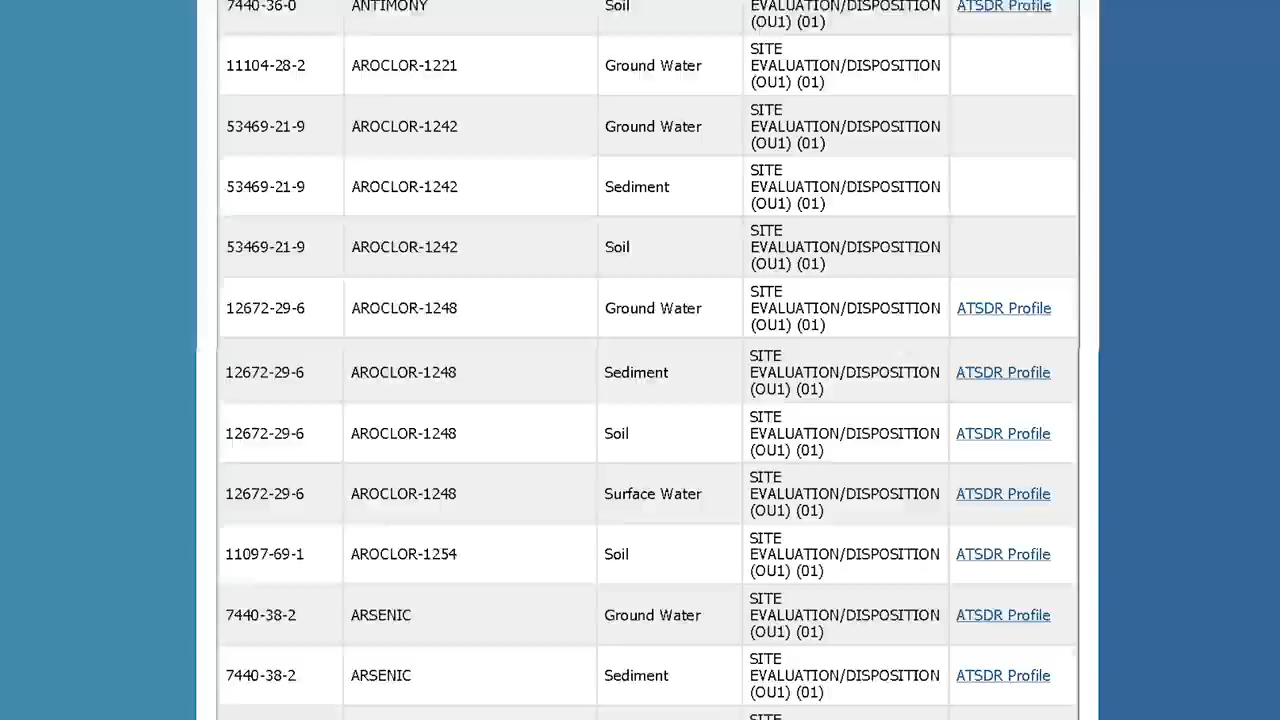 7440-36-0 ANTIMONY Soil EVALUATION/DISPOSITION ATSDR Profile
(OU1) (01)
SITE
11104-28-2 AROCLOR-1221 Ground Water EVALUATION/DISPOSITION
(OU1) (01)
SITE
53469-21-9 AROCLOR-1242 Ground Water EVALUATION/DISPOSITION
(OU1) (01)
SITE
53469-21-9 AROCLOR-1242 Sediment EVALUATION/DISPOSITION
(OU1) (01)
SITE
53469-21-9 AROCLOR-1242 Soil EVALUATION/DISPOSITION
(OU1) (01)
SITE
12672-29-6 AROCLOR-1248 Ground Water EVALUATION/DISPOSITION ATSDR Profile
(OU1) (01)
SITE
12672-29-6 AROCLOR-1248 Sediment EVALUATION/DISPOSITION ATSDR Profile
(OU1) (01)
SITE
12672-29-6 AROCLOR-1248 Soil EVALUATION/DISPOSITION ATSDR Profile
(OU1) (01)
SITE
12672-29-6 AROCLOR-1248 Surface Water EVALUATION/DISPOSITION ATSDR Profile
(OU1) (01)
SITE
11097-69-1 AROCLOR-1254 Soil EVALUATION/DISPOSITION ATSDR Profile
(OU1) (01)
SITE
7440-38-2 ARSENIC Ground Water EVALUATION/DISPOSITION ATSDR Profile
(OU1) (01)
SITE
7440-38-2 ARSENIC Sediment EVALUATION/DISPOSITION ATSDR Profile
(OU1) (01)
SITE